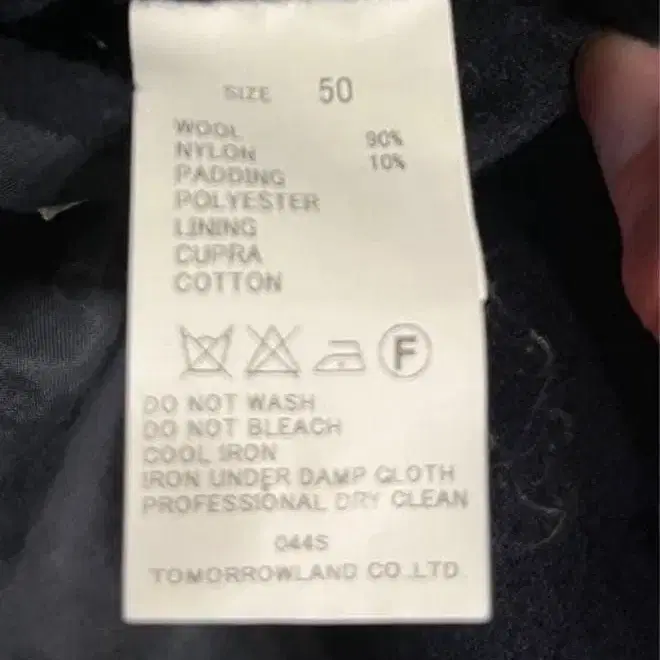 SIZE 50
WOOL 90%
NYLON 10%
PADDING
POLYESTER
LINING
CUPRA
COTTON
F
DO NOT WASH
DO NOT BLEACH
COOL IRON
IRON UNDER DAMP CLOTH
PROFESSIONAL DRY CLEAN
044S
TOMORROWLAND CO.,LTD.